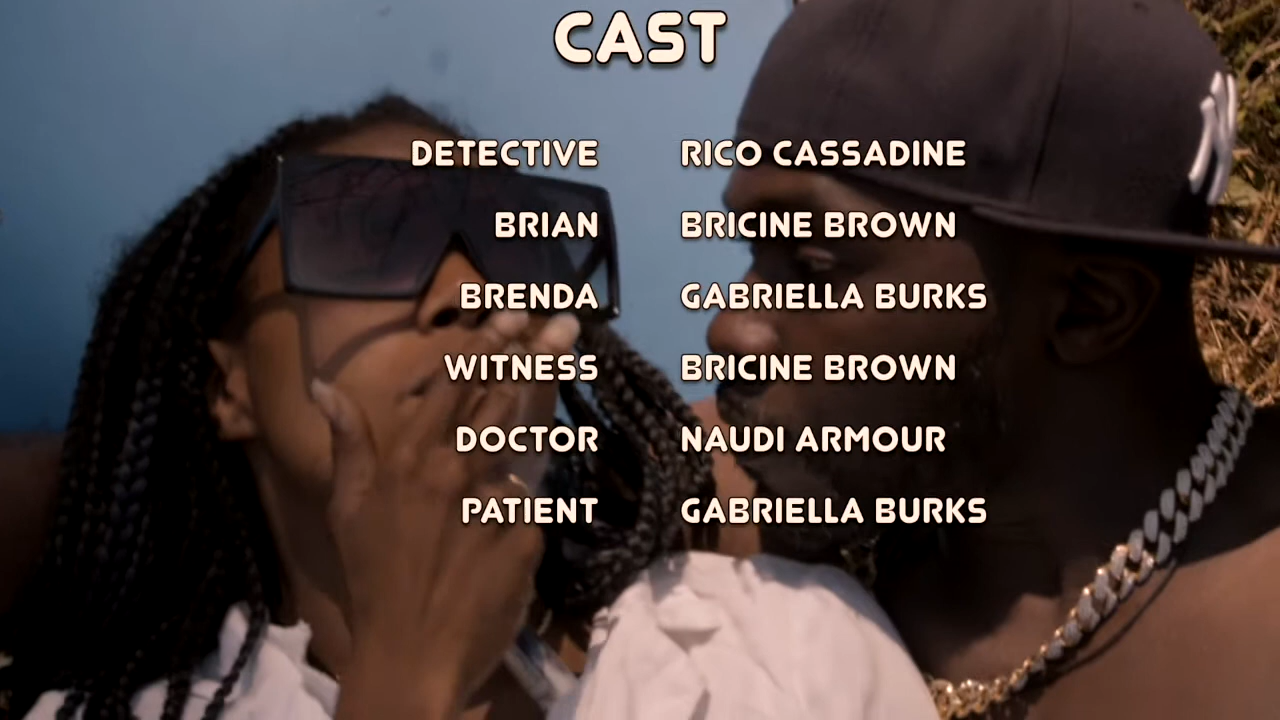 CAST
DETECTIVE RICO CASSADINE
BRIAN BRICINE BROWN
BRENDA GABRIELLA BURKS
WITNESS BRICINE BROWN
DOCTOR NAUDI ARMOUR
PATIENT GABRIELLA BURKS